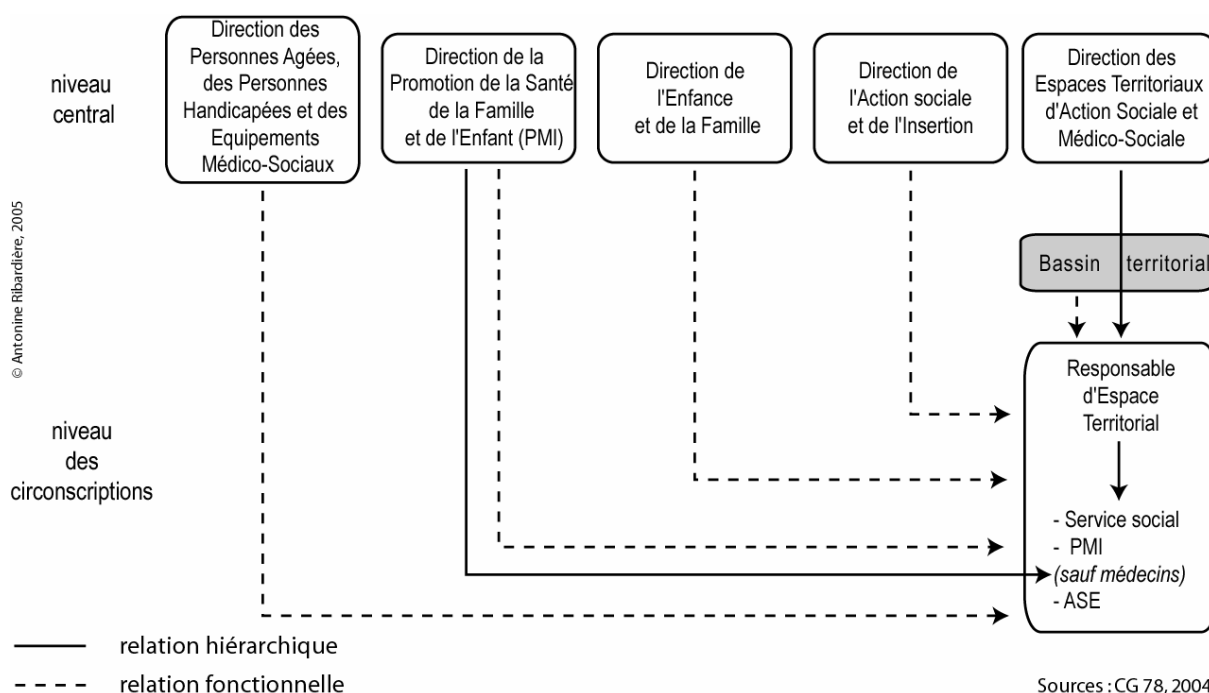 niveau
central
Direction des
Personnes Agées,
des Personnes
Handicapées et des
Equipements
Médico-Sociaux
Direction de la
Promotion de la Santé
de la Famille
et de l'Enfant (PMI)
Direction de
l'Enfance
et de la Famille
Direction de
l'Action sociale
et de l'Insertion
Direction des
Espaces Territoriaux
d'Action Sociale et
Médico-Sociale
Bassin territorial
© Antonine Ribardière, 2005
niveau
des
circonscriptions
Responsable
d'Espace
Territorial
- Service social
- PMI
(sauf médecins)
- ASE
relation hiérarchique
relation fonctionnelle
Sources : CG 78, 2004